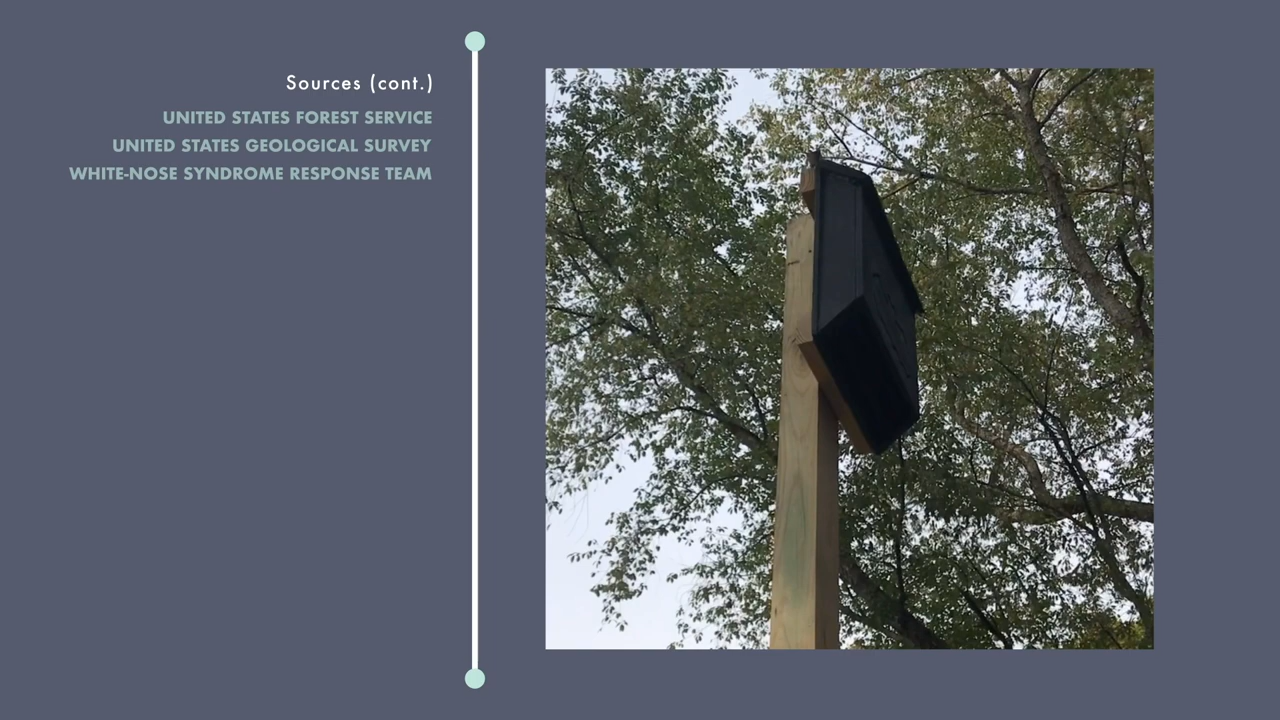 Sources (cont.)
UNITED STATES FOREST SERVICE
UNITED STATES GEOLOGICAL SURVEY
WHITE-NOSE SYNDROME RESPONSE TEAM